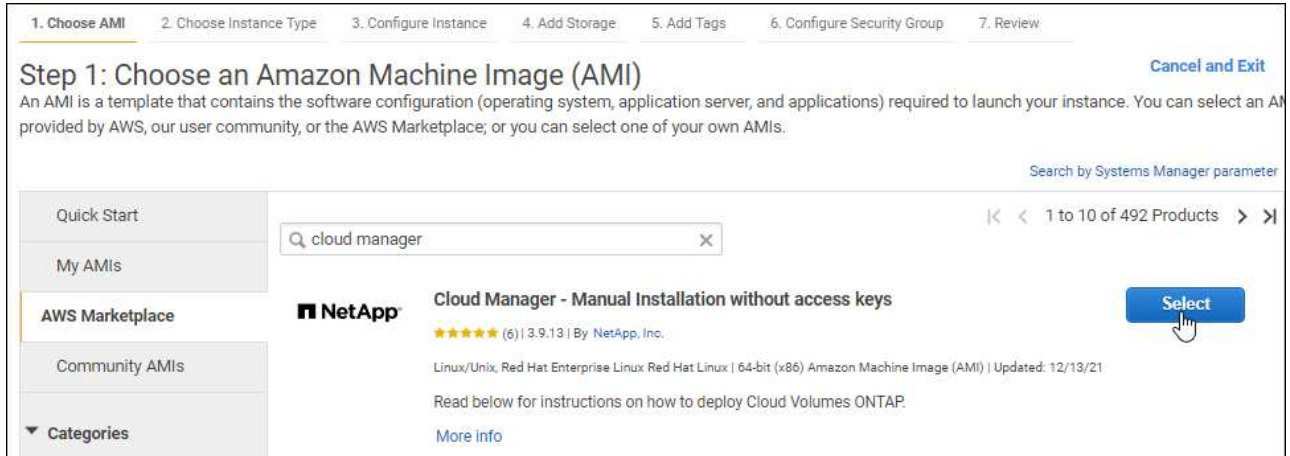 1. Choose AMI 2. Choose Instance Type 3. Configure Instance 4. Add Storage 5. Add Tags 6. Configure Security Group 7. Review
Step 1: Choose an Amazon Machine Image (AMI)
Cancel and Exit
An AMI is a template that contains the software configuration (operating system, application server, and applications) required to launch your instance. You can select an AM
provided by AWS, our user community, or the AWS Marketplace; or you can select one of your own AMIs.
Search by Systems Manager parameter
Quick Start
My AMIs
AWS Marketplace
Community AMIs
Categories
cloud manager
1 to 10 of 492 Products
NetApp
Cloud Manager - Manual Installation without access keys
(6) | 3.9.13 | By NetApp, Inc.
Linux/Unix, Red Hat Enterprise Linux Red Hat Linux | 64-bit (x86) Amazon Machine Image (AMI) | Updated: 12/13/21
Read below for instructions on how to deploy Cloud Volumes ONTAP.
More info
Select